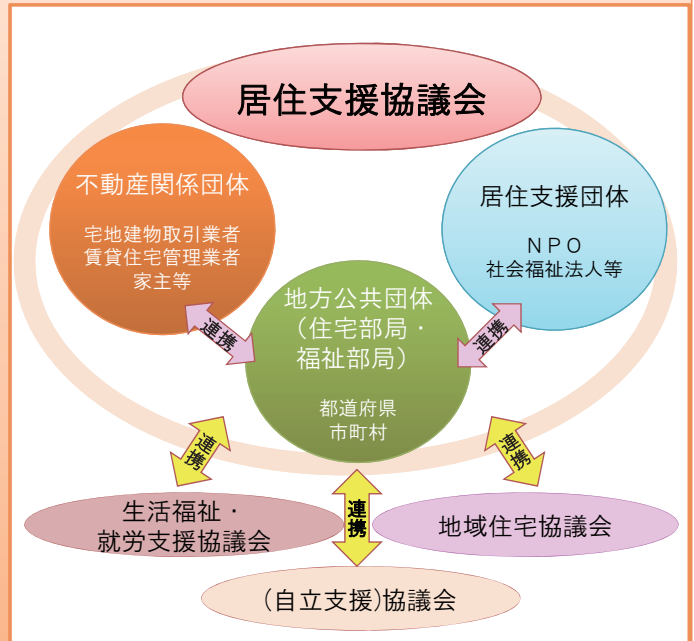 居住支援協議会
不動産関係団体
宅地建物取引業者
賃貸住宅管理業者
家主等
居住支援団体
ＮＰＯ
社会福祉法人等
地方公共団体
（住宅部局・
福祉部局）
都道府県
市町村
連携
連携
連携
連携
連携
生活福祉・
就労支援協議会
地域住宅協議会
（自立支援）協議会